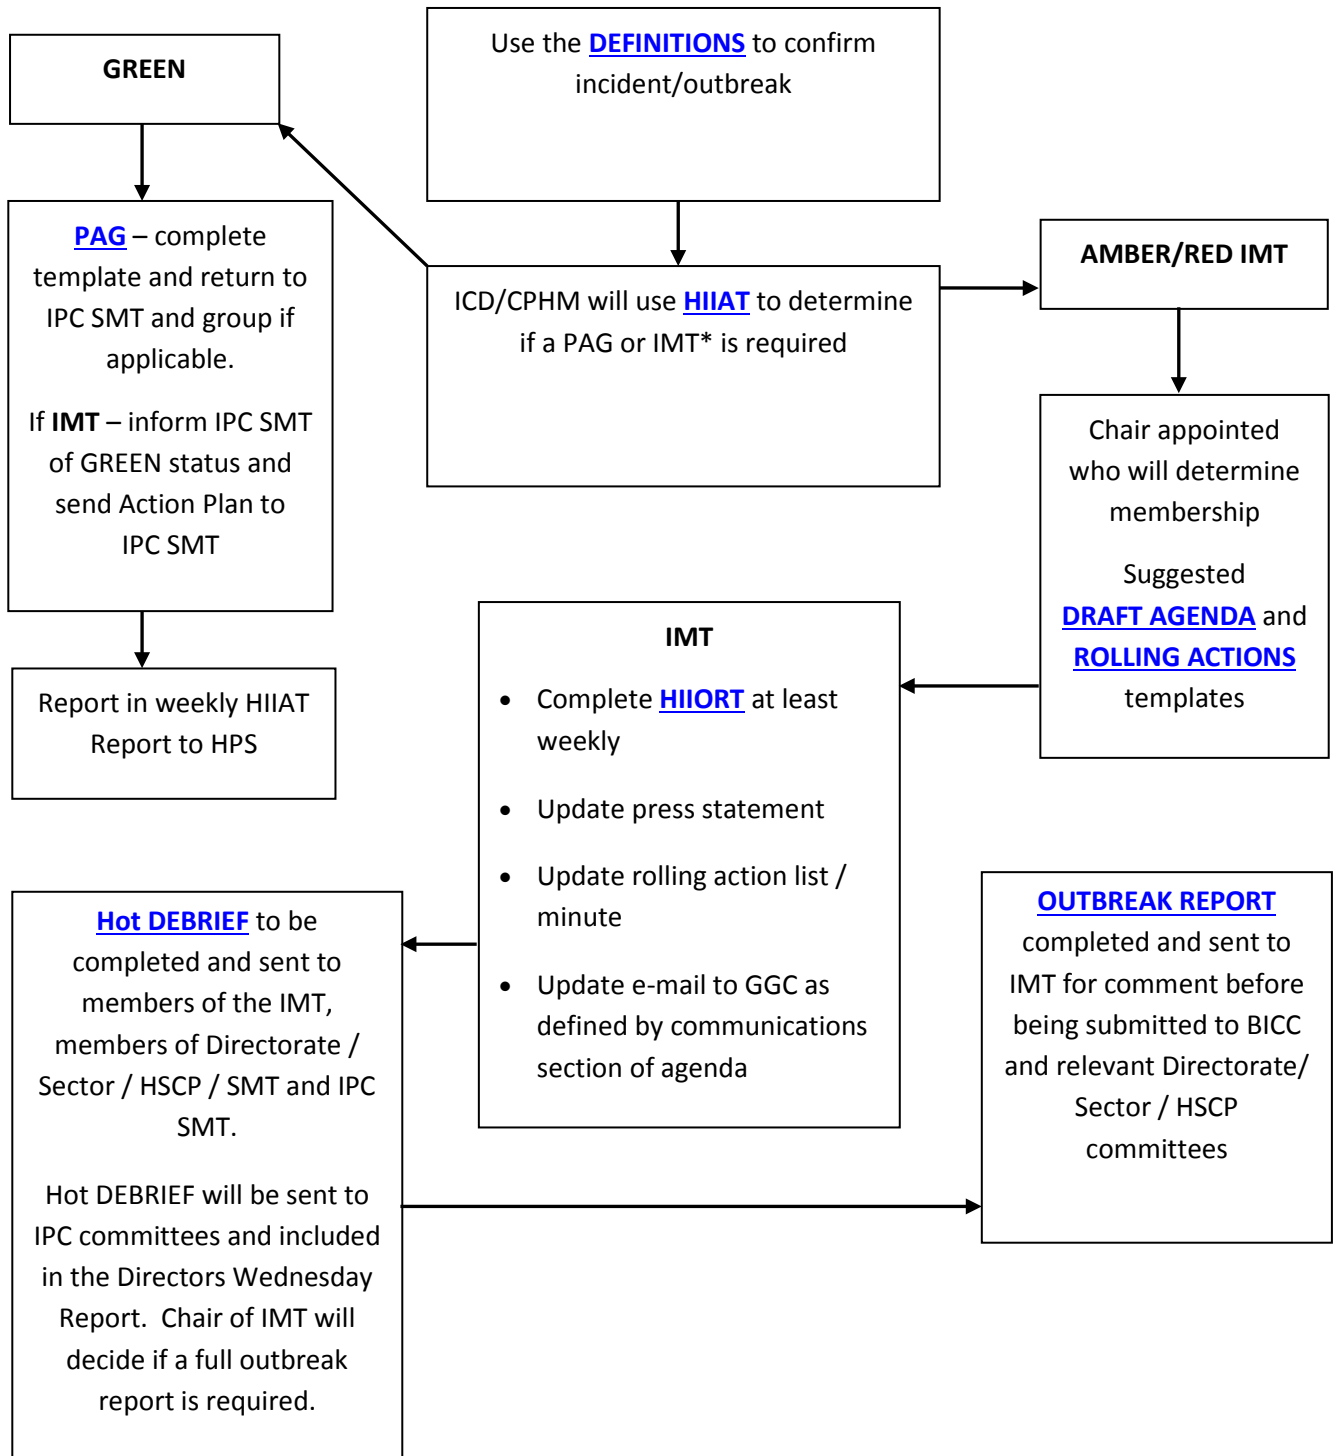 GREEN
Use the DEFINITIONS to confirm
incident/outbreak
PAG – complete
template and return to
IPC SMT and group if
applicable.
If IMT – inform IPC SMT
of GREEN status and
send Action Plan to
IPC SMT
ICD/CPHM will use HIIAT to determine
if a PAG or IMT* is required
AMBER/RED IMT
Chair appointed
who will determine
membership
Suggested
DRAFT AGENDA and
ROLLING ACTIONS
templates
Report in weekly HIIAT
Report to HPS
IMT
• Complete HIIORT at least
weekly
• Update press statement
• Update rolling action list /
minute
• Update e-mail to GGC as
defined by communications
section of agenda
Hot DEBRIEF to be
completed and sent to
members of the IMT,
members of Directorate /
Sector / HSCP / SMT and IPC
SMT.
Hot DEBRIEF will be sent to
IPC committees and included
in the Directors Wednesday
Report.  Chair of IMT will
decide if a full outbreak
report is required.
OUTBREAK REPORT
completed and sent to
IMT for comment before
being submitted to BICC
and relevant Directorate/
Sector / HSCP
committees